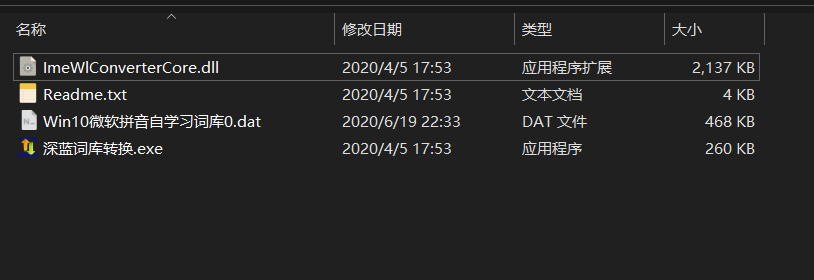 名称 修改日期 类型 大小
ImeWlConverterCore.dll 2020/4/5 17:53 应用程序扩展 2,137 KB
Readme.txt 2020/4/5 17:53 文本文档 4 KB
Win10微软拼音自学习词库0.dat 2020/6/19 22:33 DAT 文件 468 KB
深蓝词库转换.exe 2020/4/5 17:53 应用程序 260 KB